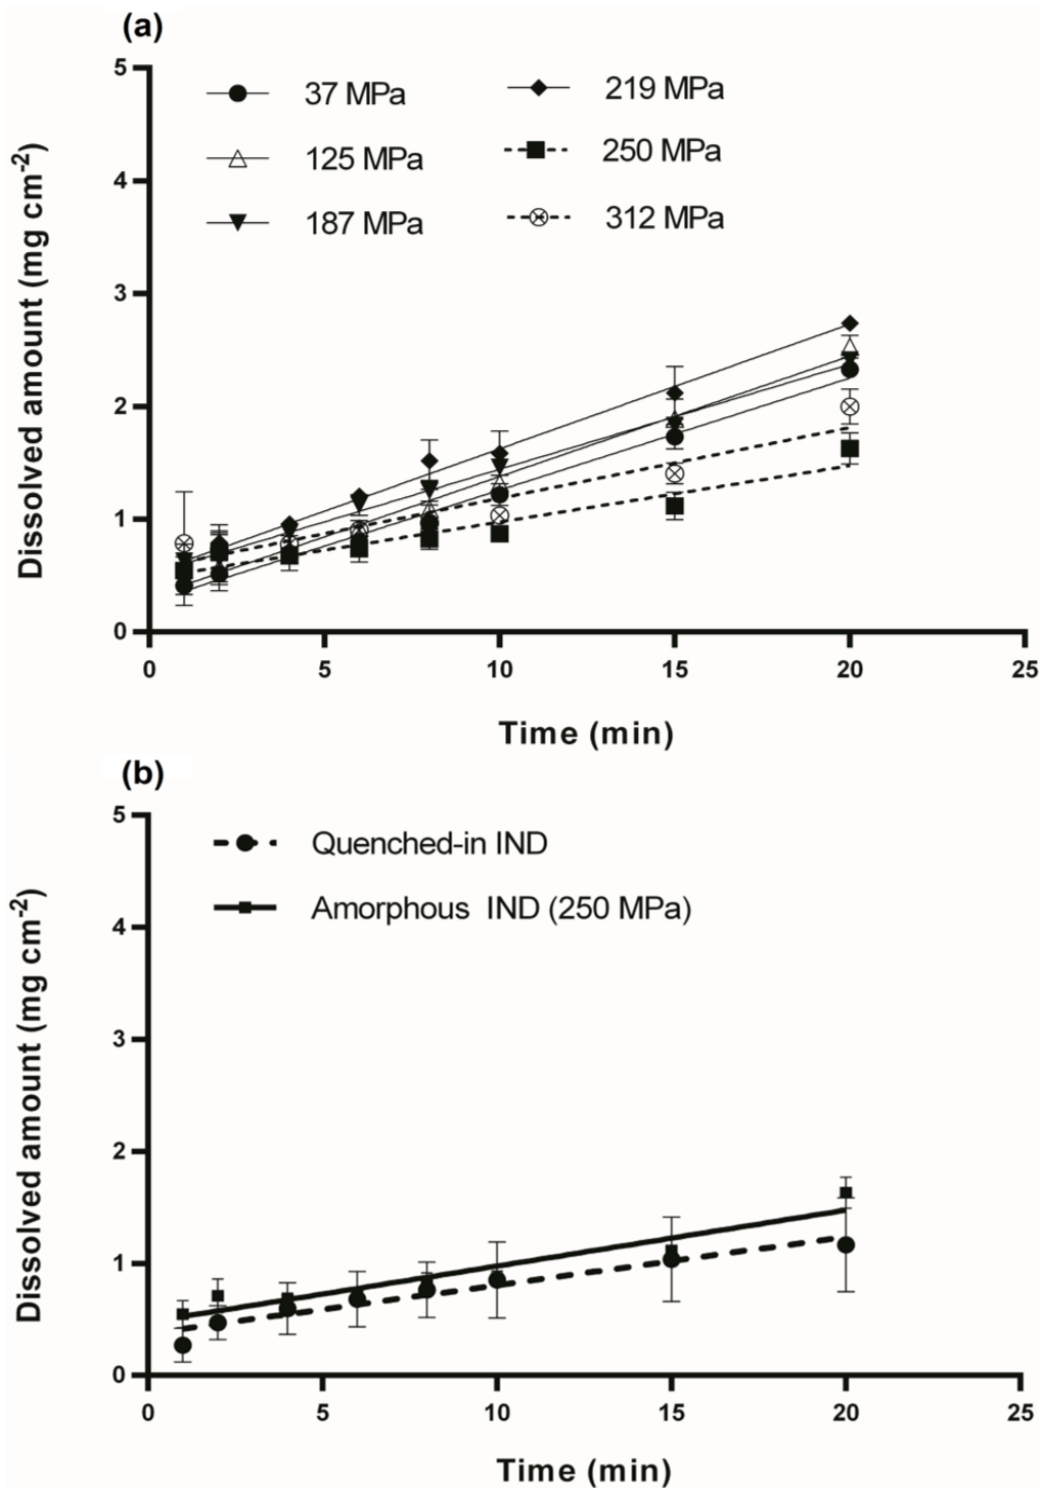 (a)
5
4
3
2
1
0
0 5 10 15 20 25
Dissolved amount (mg cm-2)
Time (min)
37 MPa
125 MPa
187 MPa
219 MPa
250 MPa
312 MPa
(b)
5
4
3
2
1
0
0 5 10 15 20 25
Dissolved amount (mg cm-2)
Time (min)
Quenched-in IND
Amorphous IND (250 MPa)